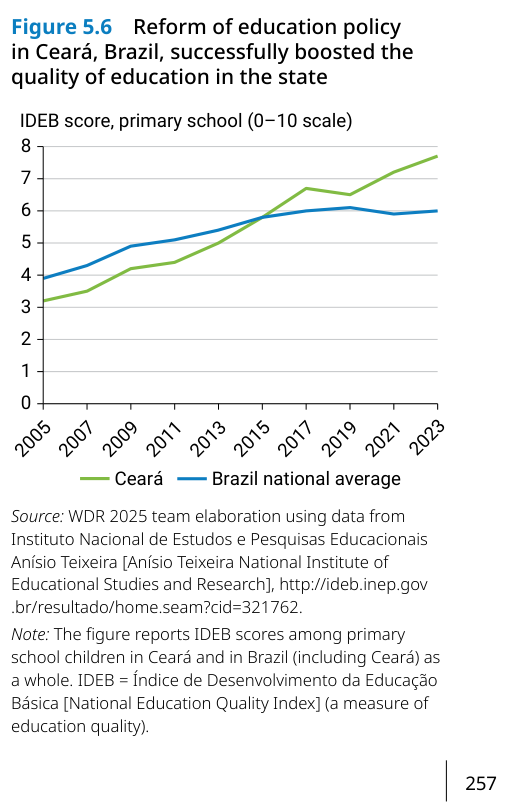 Figure 5.6 Reform of education policy
in Ceará, Brazil, successfully boosted the
quality of education in the state
IDEB score, primary school (0–10 scale)
8
7
6
5
4
3
2
1
0
2005
2007
2009
2011
2013
2015
2017
2019
2021
2023
Ceará
Brazil national average
Source: WDR 2025 team elaboration using data from
Instituto Nacional de Estudos e Pesquisas Educacionais
Anísio Teixeira [Anísio Teixeira National Institute of
Educational Studies and Research], http://ideb.inep.gov
.br/resultado/home.seam?cid=321762.
Note: The figure reports IDEB scores among primary
school children in Ceará and in Brazil (including Ceará) as
a whole. IDEB = Índice de Desenvolvimento da Educação
Básica [National Education Quality Index] (a measure of
education quality).
257